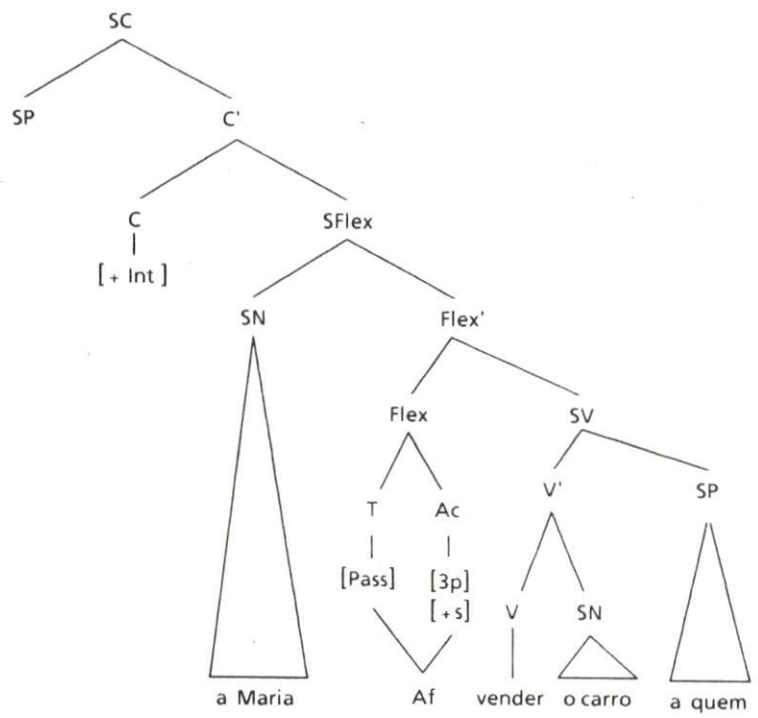 SC
SP C'
C SFlex
[+ Int]
SN Flex'
Flex SV
T Ac V' SP
[Pass] [3p]
[+s] V SN
a Maria Af vender o carro a quem